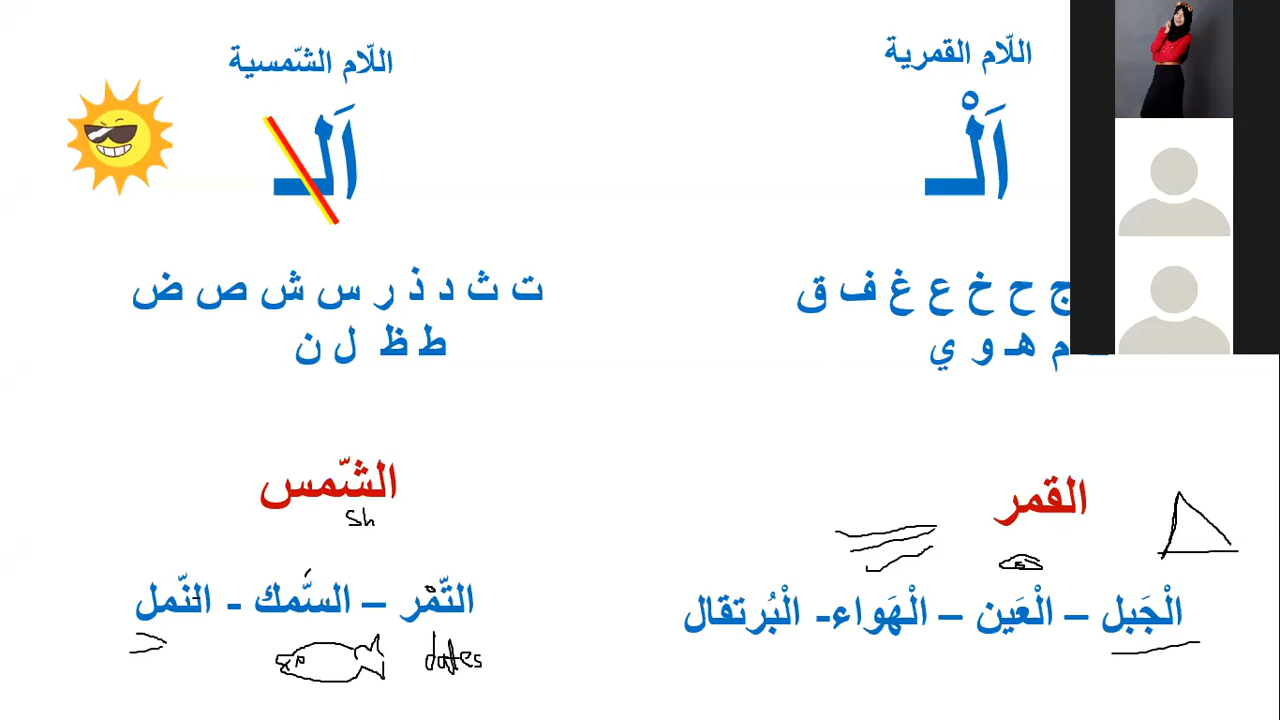 اللّام القمرية
اللّام الشّمسية
اَلْـ
اَلـ
ج ح خ ع غ ف ق
م هـ و ي
ت ث د ذ ر س ش ص ض
ط ظ ل ن
القمر
الشّمس
sh
الْجَبل – الْعَين – الْهَواء- الْبُرتقال
التّمْر – السَّمك - النّمل
dates